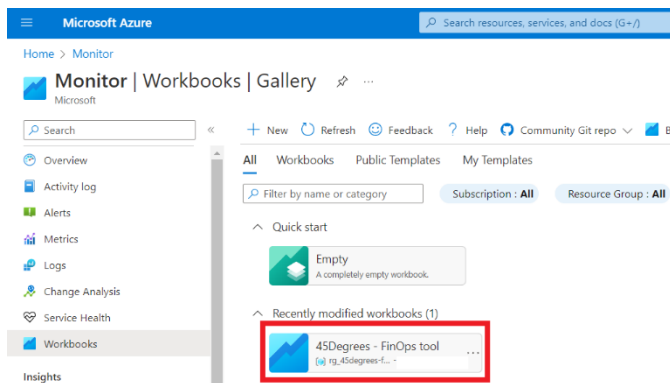 Microsoft Azure
Search resources, services, and docs (G+/)
Home > Monitor
Monitor | Workbooks | Gallery ...
Microsoft
Search
«
New Refresh Feedback ? Help Community Git repo
Overview
Activity log
Alerts
Metrics
Logs
Change Analysis
Service Health
Workbooks
Insights
All Workbooks Public Templates My Templates
Filter by name or category
Subscription : All
Resource Group : All
Quick start
Empty
A completely empty workbook.
Recently modified workbooks (1)
45Degrees - FinOps tool
rg_45degrees-f... -
...